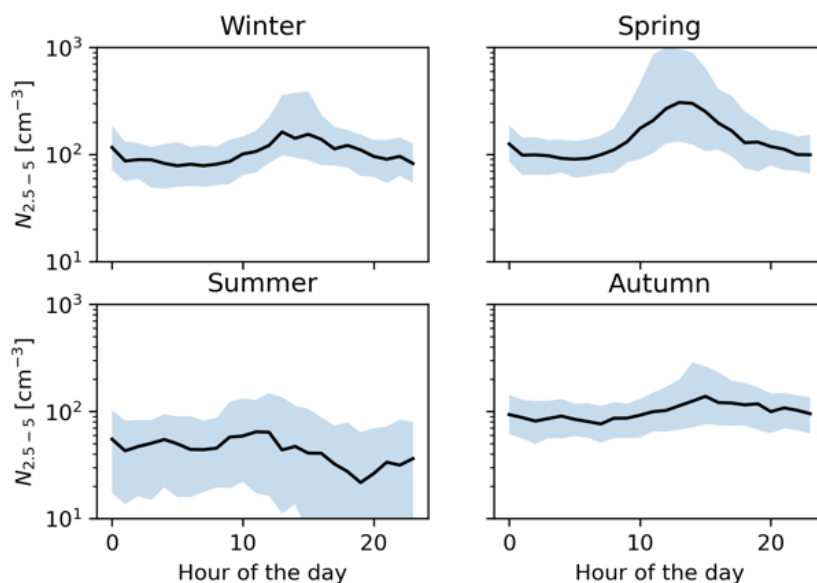 Winter
Spring
10³
10²
10¹
N₂.₅₋₅ [cm⁻³]
Summer
Autumn
10³
10²
10¹
N₂.₅₋₅ [cm⁻³]
0 10 20
0 10 20
Hour of the day
Hour of the day